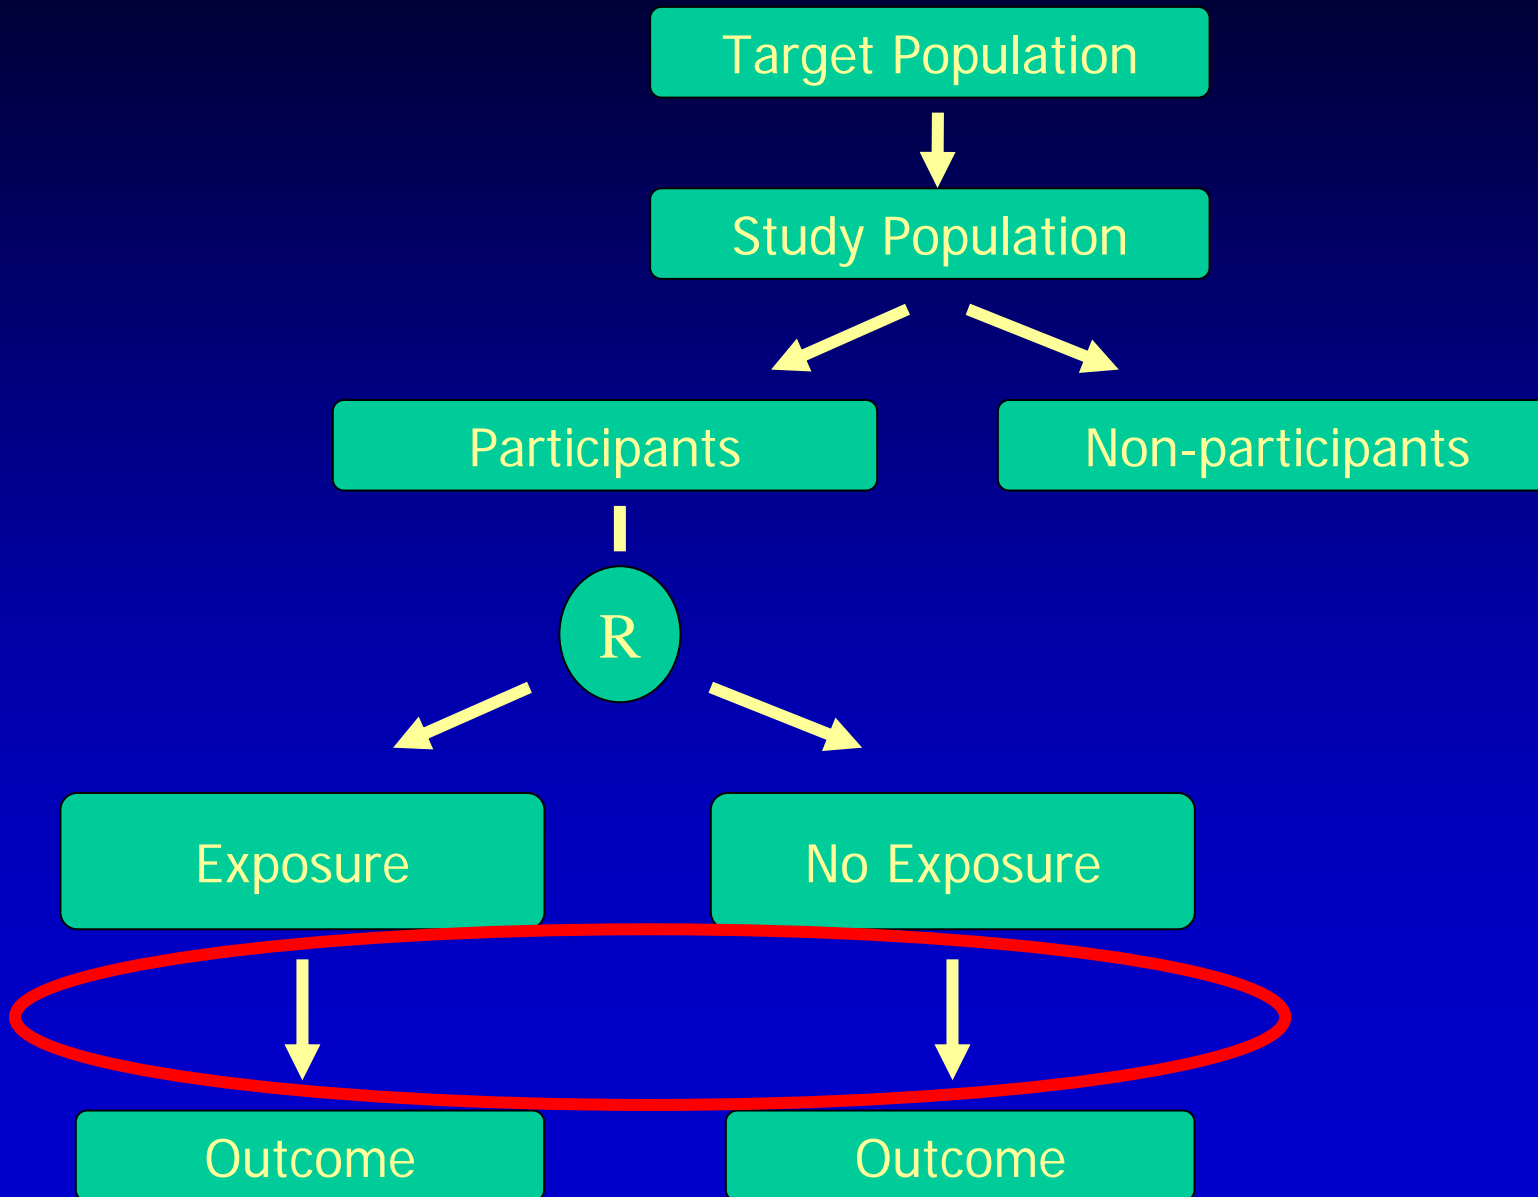 Target Population
Study Population
Participants
Non-participants
R
Exposure
No Exposure
Outcome
Outcome